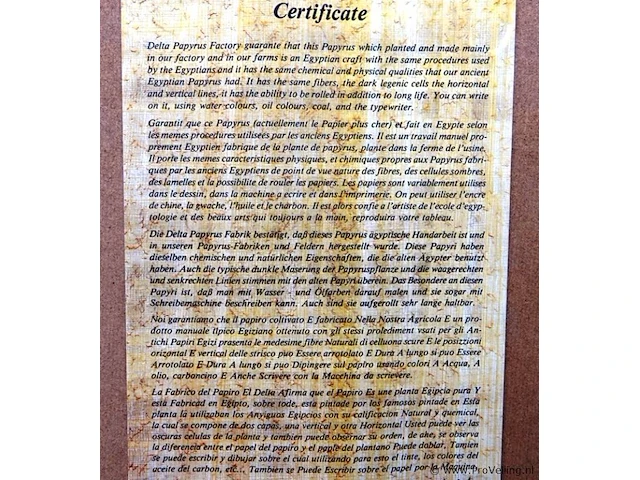 Certificate
Delta Papyrus Factory guarante that this Papyrus which planted and made mainly
in our factory and in our farms is an Egyptian craft with the same procedures used
by the Egyptians and it has the same chemical and physical qualities that our ancient
Egyptian Papyrus had. It has the same fibers, the dark legenic cells the horizontal
and vertical lines, it has the ability to be rolled in addition to long life. You can write
on it, using water colours, oil colours, coal, and the typewriter.
Garantit que ce Papyrus (actuellement le Papier plus cher) et fait en Egypte selon
les memes procedures utilisées par les anciens Egyptiens. Il est un travail manuel pro-
prement Egyptien fabrique de la plante de papyrus, plante dans la ferme de l'usine.
Il porte les memes caracteristiques physiques, et chimiques propres aux Papyrus fabri-
ques par les anciens Egyptiens de point de vue nature des fibres, des cellules sombres,
des lamelles et la possibilite de rouler les papiers. Les papiers sont variablement utilises
dans le dessin, dans la machine a ecrire et dans l'imprimerie. On peut utiliser l'encre
de chine, la gwache, l'huile et le charbon. Il est alors confie a l'artiste de l'école d'egyp-
tologie et des beaux arts qui toujours a la main, reproduira votre tableau.
Die Delta Papyrus Fabrik bestätigt, daß dieses Papyrus ägyptische Handarbeit ist und
in unseren Papyrus-Fabriken und Feldern hergestellt wurde. Diese Papyri haben
dieselben chemischen und natürlichen Eigenschaften, die die alten Ägypter benutzt
haben. Auch die typische dunkle Maserung der Papyruspflanze und die waagerechten
und senkrechten Linien stimmen mit den alten Papyri überein. Das Besondere an diesen
Papyri ist, daß man mit Wasser - und Ölfarben darauf malen und sie sogar mit
Schreibemaschine beschreiben kann. Auch sind sie aufgerollt sehr lange haltbar.
Noi garantiamo che il papiro coltivato E fabricato Nella Nostra Agricola E un pro-
dotto manuale Ilpico Egiziano ottenuto con gli stessi prolediment vsati per gli An-
tichi Papiri Egizi prasenta le medesime fibre Naturali di celluona scure E le posizzioni
orizontal E vertical delle strisco puo Essere arrotolato E Dura A lungo si puo Essere
Arrotolato E Dura A lungo si puo Dipingere sul papiro usando colori A Acqua, A
olio, carboncino E Anche Scrivere con la Macchina da scrivere.
La Fabrico del Papiro El Delta Afirma que el Papiro Es une planta Egipcia pura Y
está Fabricad en Egipto, sobre tode, esta pintade por los famosos pintade en Esta
planta la utilizaban los Anyiguas Egipcios con su calificacion Natural y quemical,
la cual se compone de dos capas, una vertical y otra Horizontal Usted puede ver las
oscuras celulas de la planta y tambien puede observar su orden, de ahe, se observa
la diferencia entre el papel del papiro y el paple del plantano Puede dablar, Tamien
se puede escribir y dibujar sobre el cual utilizando para esto la tinte, los colores del
aceite del carbon, etc... Tambien se Puede Escribir sobre el papel por la Maquina.
www.ProVeiling.nl